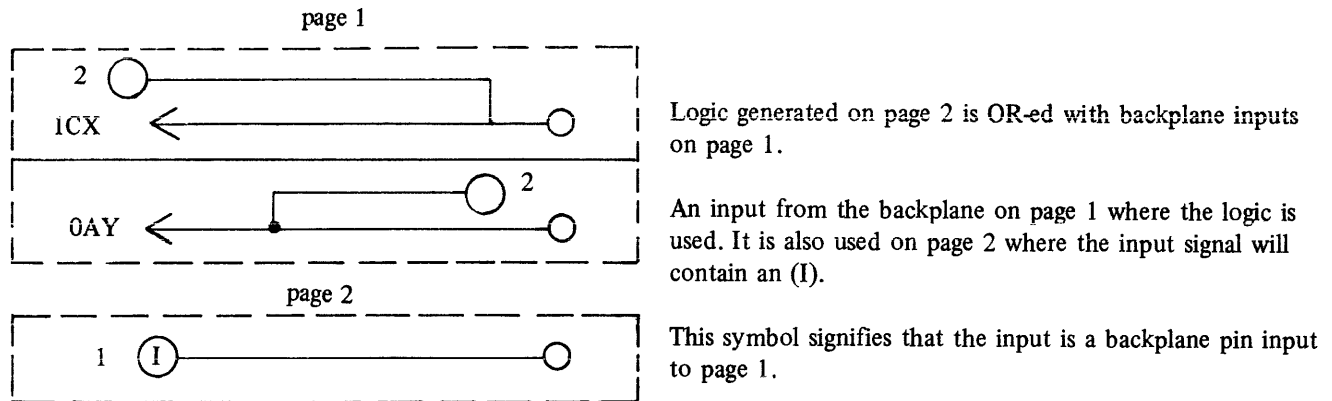 page 1
2
1CX
Logic generated on page 2 is OR-ed with backplane inputs
on page 1.
2
0AY
An input from the backplane on page 1 where the logic is
used. It is also used on page 2 where the input signal will
contain an (I).
page 2
1 I
This symbol signifies that the input is a backplane pin input
to page 1.